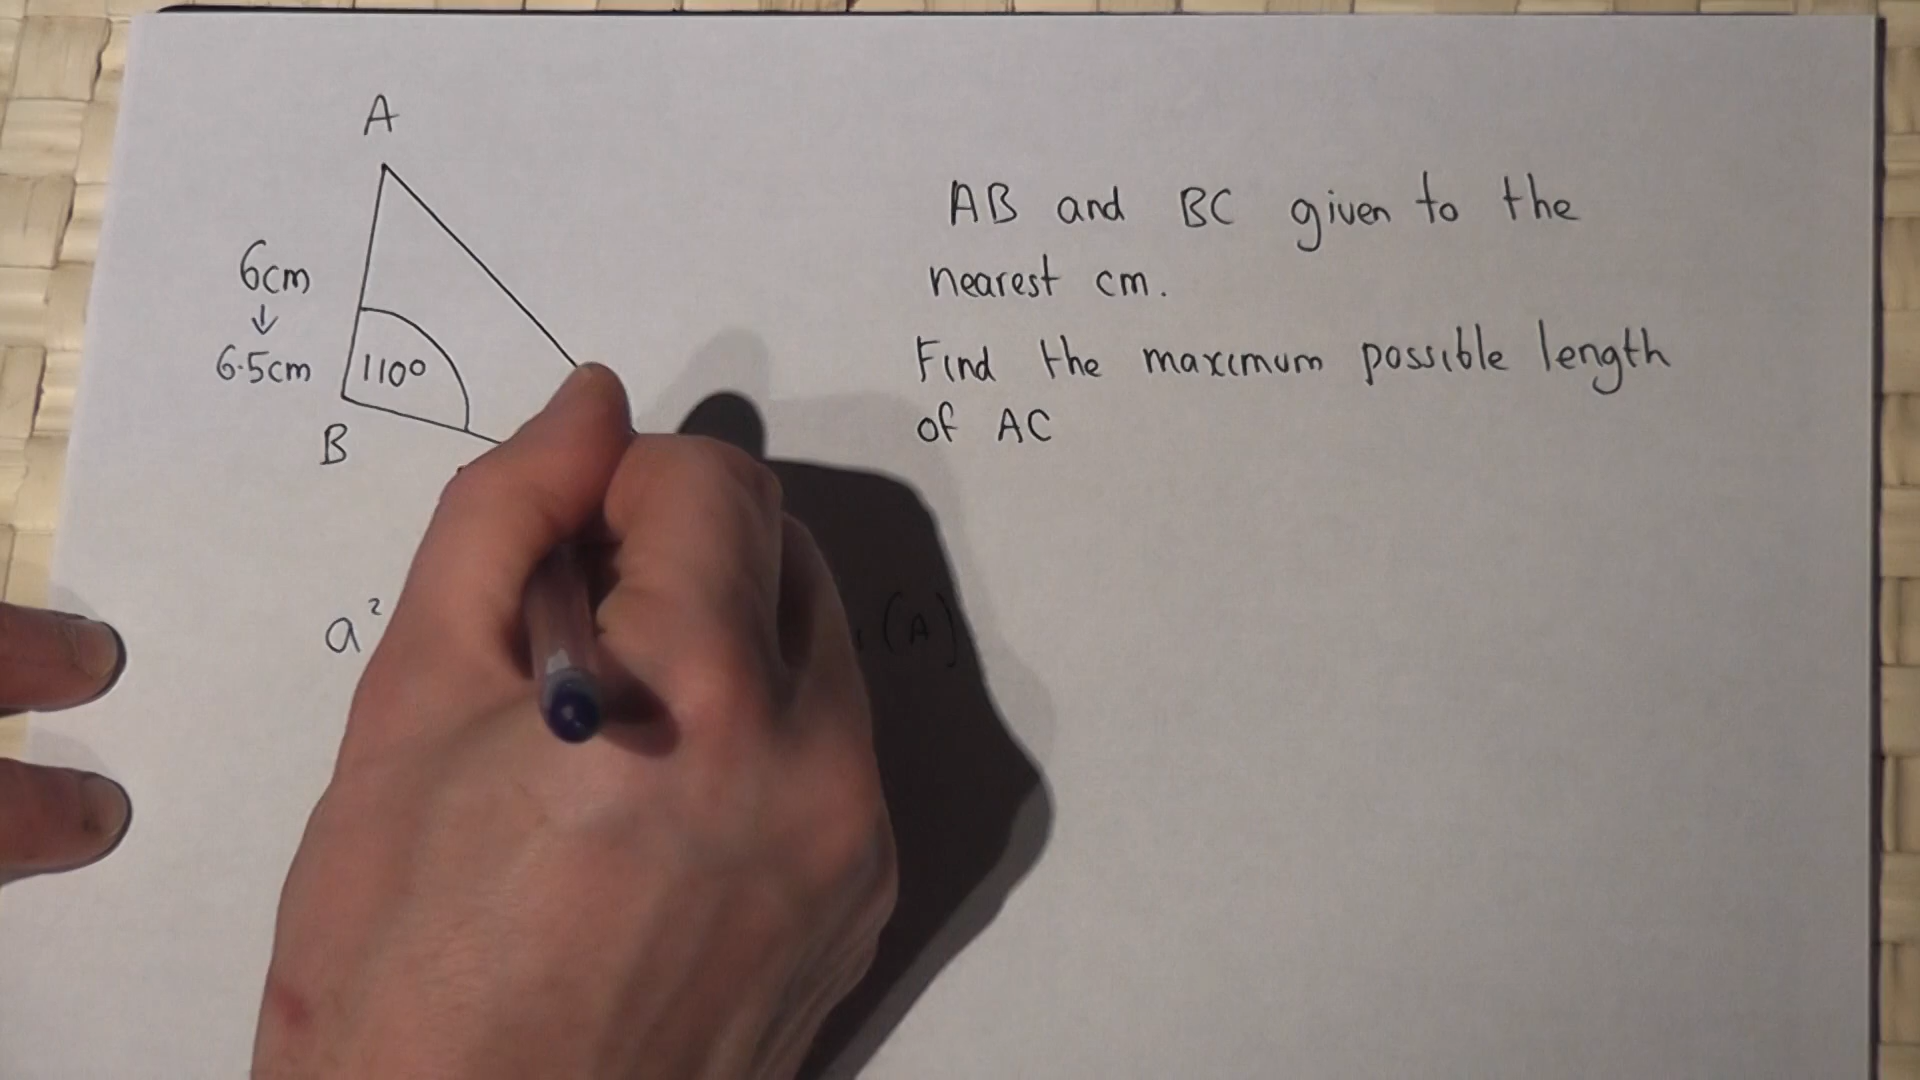 A
6cm
↓
6.5cm
110°
B
AB and BC given to the
nearest cm.
Find the maximum possible length
of AC
a²
(A)